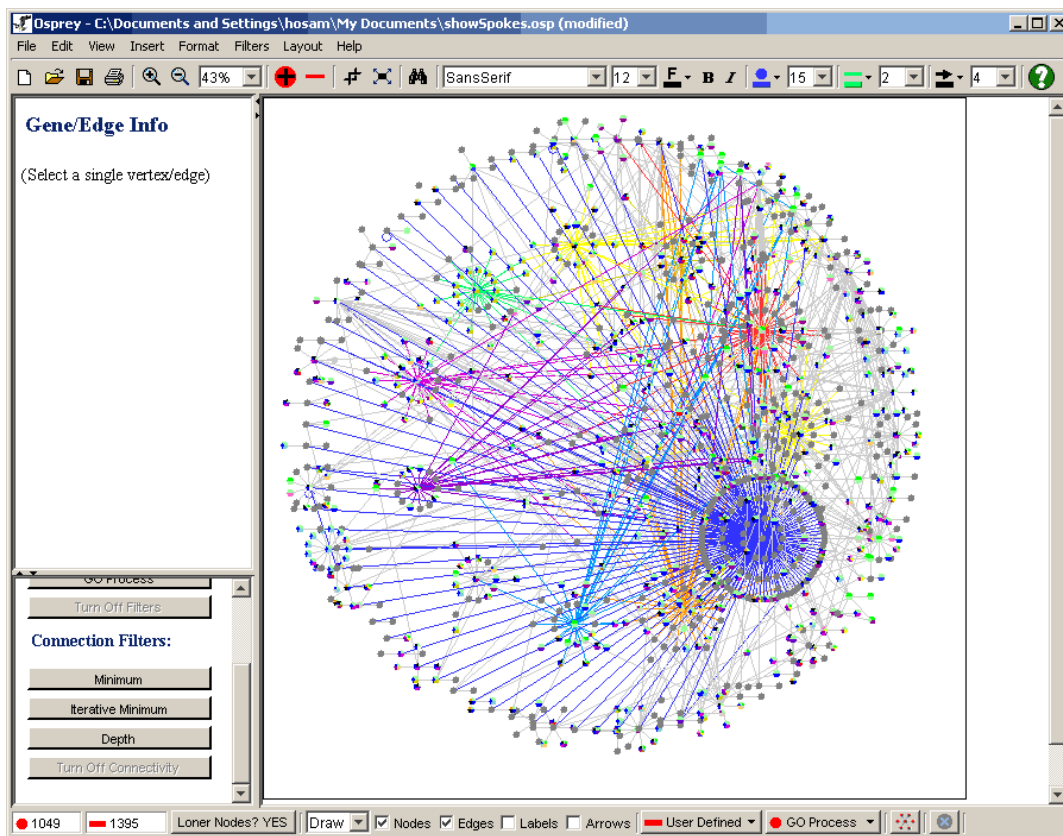 Osprey - C:\Documents and Settings\hosam\My Documents\showSpokes.osp (modified)
File Edit View Insert Format Filters Layout Help
43% SansSerif 12 F B I 15 2 4 ?
Gene/Edge Info
(Select a single vertex/edge)
GO Process
Turn Off Filters
Connection Filters:
Minimum
Iterative Minimum
Depth
Turn Off Connectivity
1049 1395 Loner Nodes? YES Draw Nodes Edges Labels Arrows User Defined GO Process